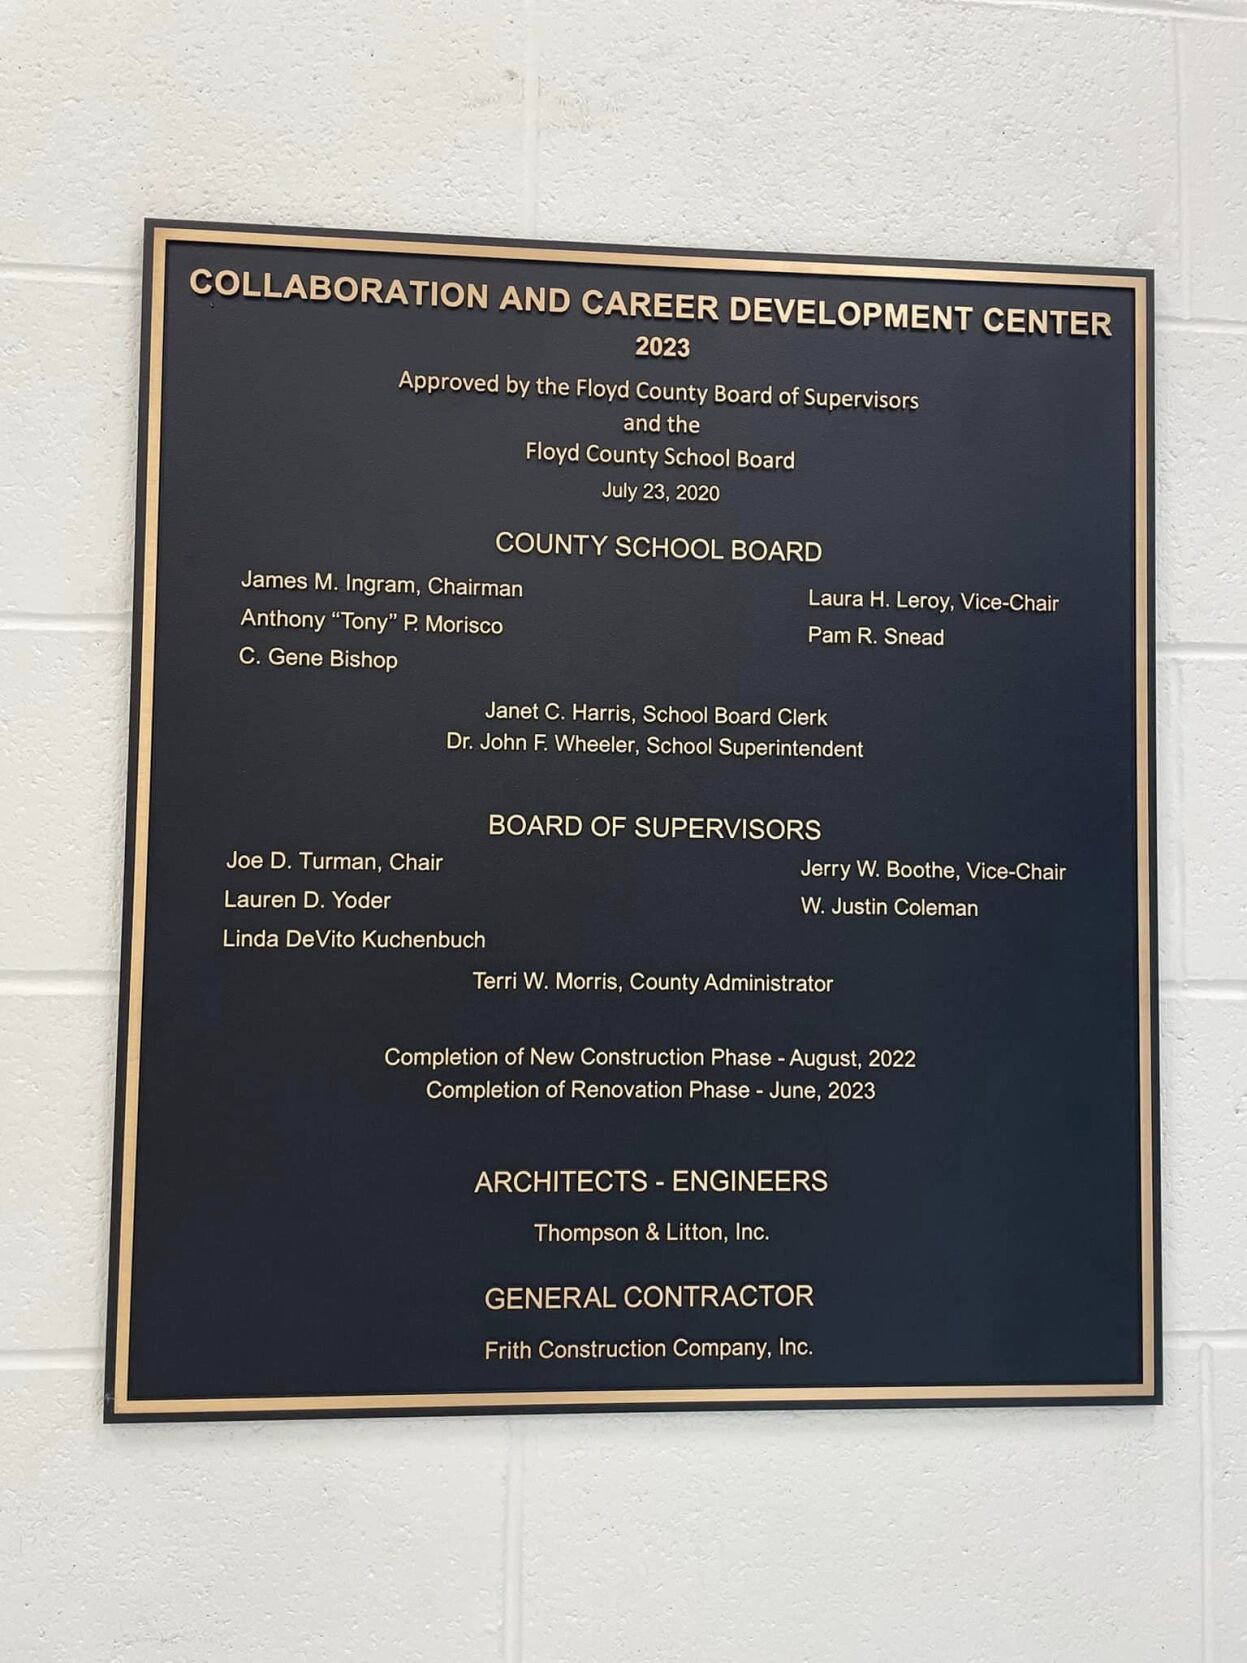 COLLABORATION AND CAREER DEVELOPMENT CENTER
2023
Approved by the Floyd County Board of Supervisors
and the
Floyd County School Board
July 23, 2020
COUNTY SCHOOL BOARD
James M. Ingram, Chairman
Laura H. Leroy, Vice-Chair
Anthony “Tony” P. Morisco
Pam R. Snead
C. Gene Bishop
Janet C. Harris, School Board Clerk
Dr. John F. Wheeler, School Superintendent
BOARD OF SUPERVISORS
Joe D. Turman, Chair
Jerry W. Boothe, Vice-Chair
Lauren D. Yoder
W. Justin Coleman
Linda DeVito Kuchenbuch
Terri W. Morris, County Administrator
Completion of New Construction Phase - August, 2022
Completion of Renovation Phase - June, 2023
ARCHITECTS - ENGINEERS
Thompson & Litton, Inc.
GENERAL CONTRACTOR
Frith Construction Company, Inc.